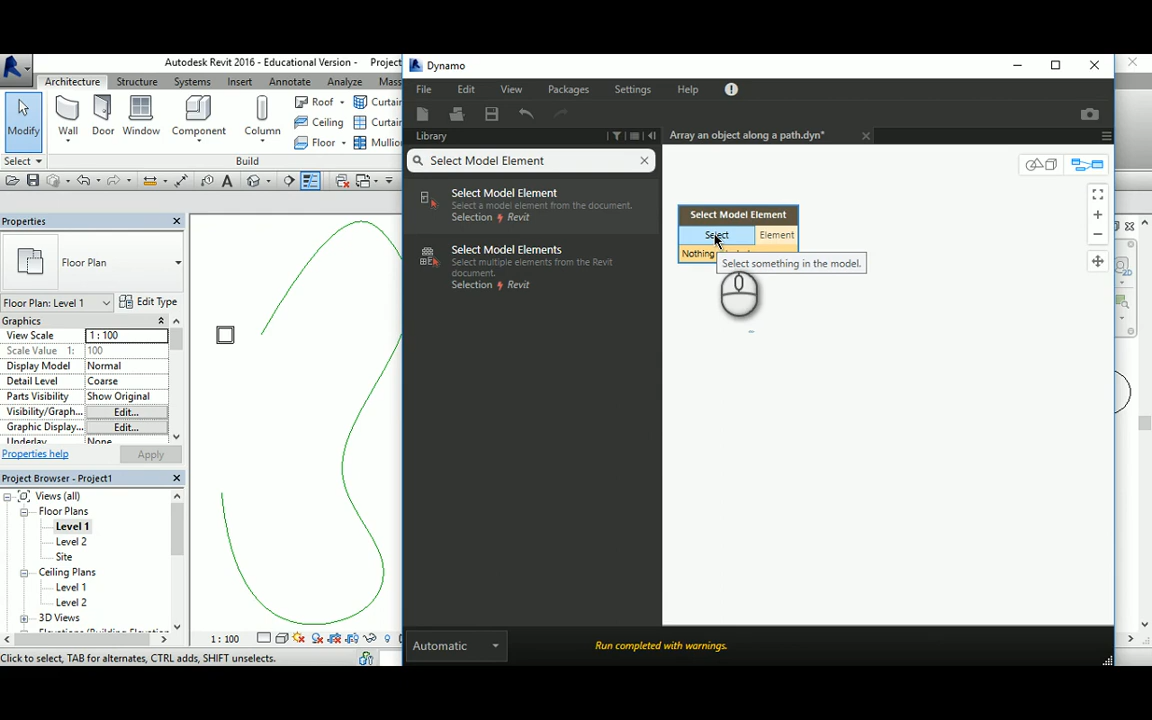 Autodesk Revit 2016 - Educational Version - Project
Architecture Structure Systems Insert Annotate Analyze Mass
Modify
Wall
Door
Window
Component
Column
Roof
Ceiling
Floor
Curtai
Curtai
Mullio
Select
Build
Properties
Floor Plan
Floor Plan: Level 1
Edit Type
Graphics
View Scale 1 : 100
Scale Value 1: 100
Display Model Normal
Detail Level Coarse
Parts Visibility Show Original
Visibility/Graph... Edit...
Graphic Display... Edit...
Underlay None
Properties help
Apply
Project Browser - Project1
Views (all)
Floor Plans
Level 1
Level 2
Site
Ceiling Plans
Level 1
Level 2
3D Views
Elevations (Building Elevation
1 : 100
Click to select, TAB for alternates, CTRL adds, SHIFT unselects.
Dynamo
File Edit View Packages Settings Help
Library
Array an object along a path.dyn*
Select Model Element
Select Model Element
Select a model element from the document.
Selection Revit
Select Model Elements
Select multiple elements from the Revit
document.
Selection Revit
Select Model Element
Select
Element
Nothing
Select something in the model.
Automatic
Run completed with warnings.